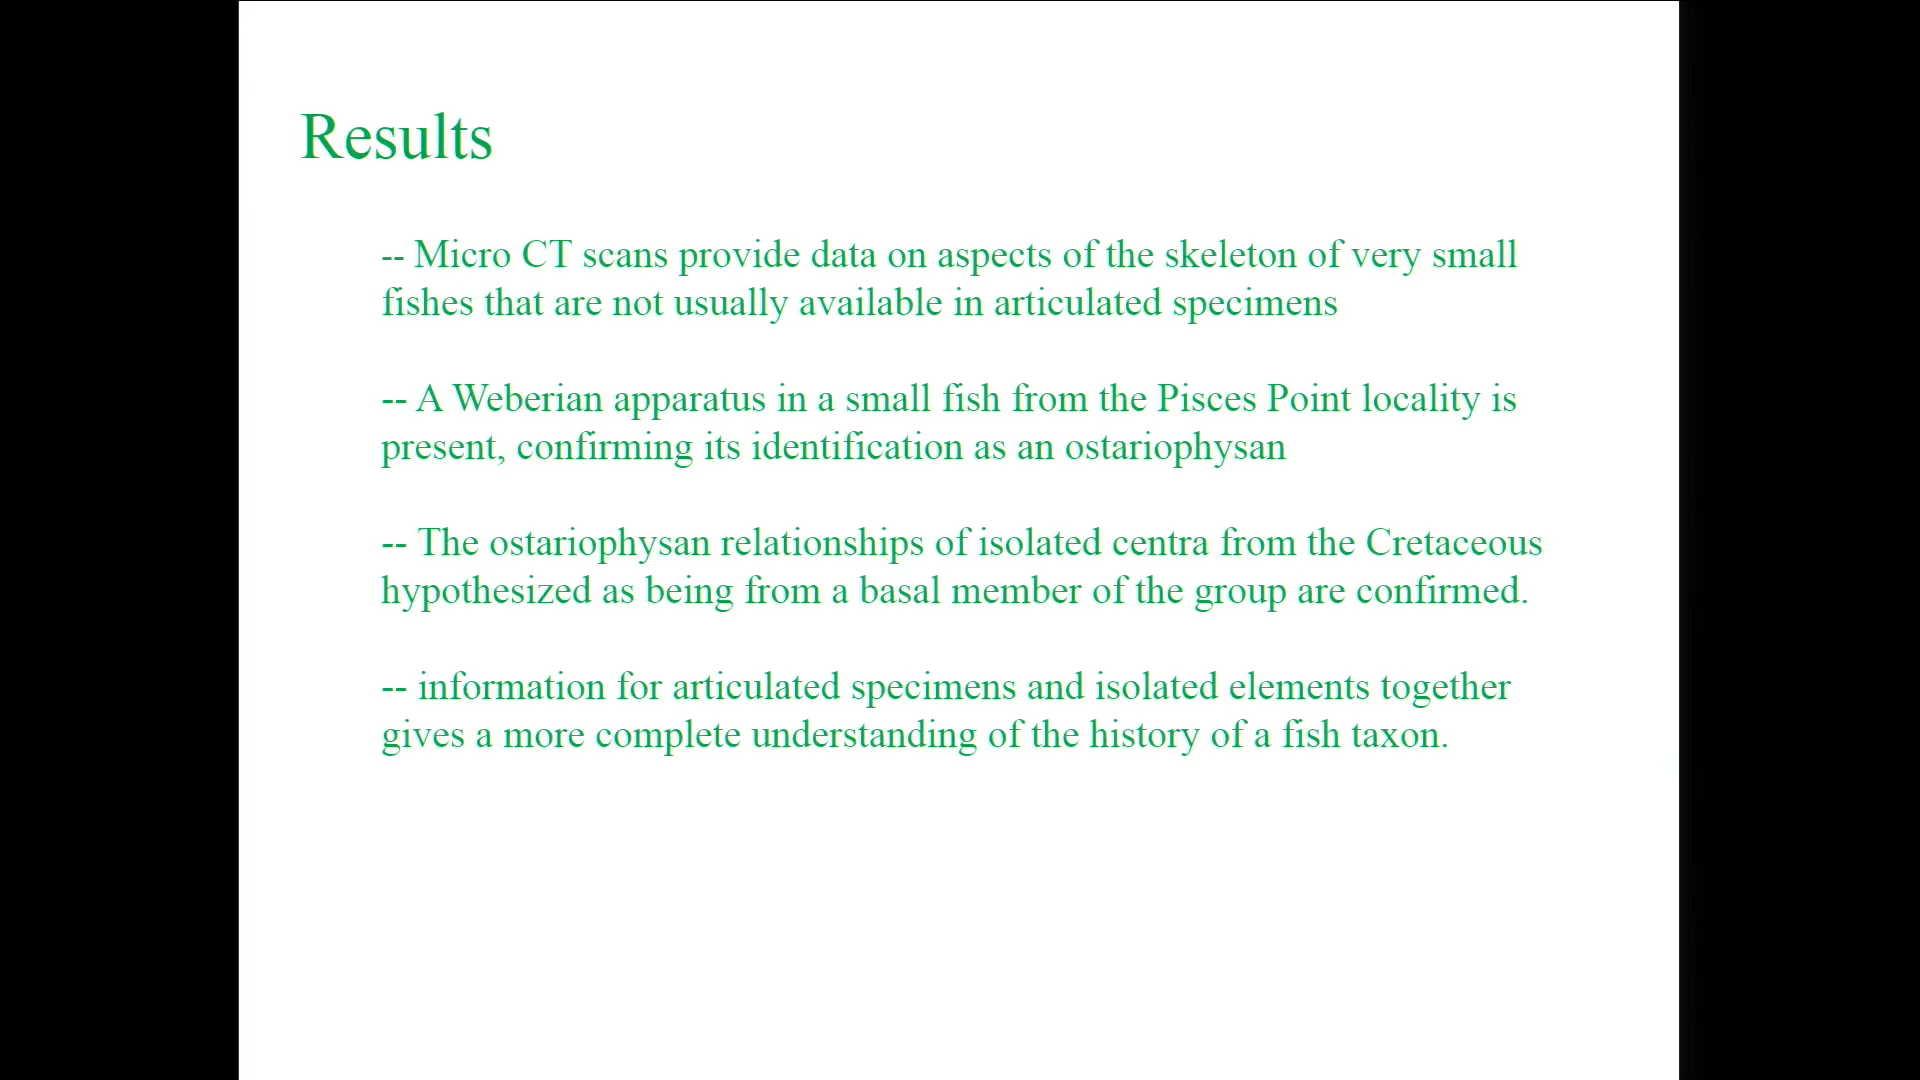 Results
-- Micro CT scans provide data on aspects of the skeleton of very small
fishes that are not usually available in articulated specimens
-- A Weberian apparatus in a small fish from the Pisces Point locality is
present, confirming its identification as an ostariophysan
-- The ostariophysan relationships of isolated centra from the Cretaceous
hypothesized as being from a basal member of the group are confirmed.
-- information for articulated specimens and isolated elements together
gives a more complete understanding of the history of a fish taxon.